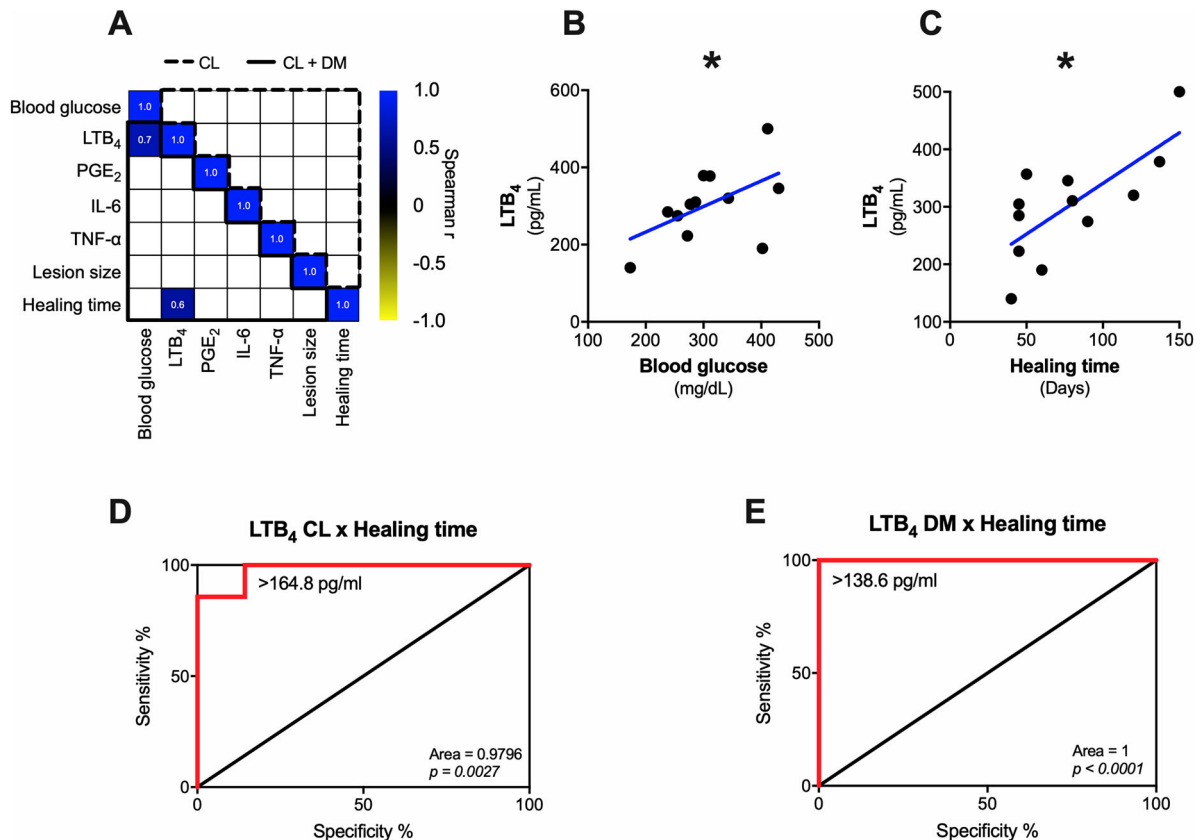 A
CL
CL + DM
Blood glucose
LTB4
PGE2
IL-6
TNF-α
Lesion size
Healing time
1.0
0.7
1.0
1.0
1.0
1.0
1.0
0.6
1.0
Blood glucose
LTB4
PGE2
IL-6
TNF-α
Lesion size
Healing time
1.0
0.5
0
-0.5
-1.0
Spearman r
B
*
LTB4
(pg/mL)
600
400
200
0
100
200
300
400
500
Blood glucose
(mg/dL)
C
*
LTB4
(pg/mL)
500
400
300
200
100
0
50
100
150
Healing time
(Days)
D
LTB4 CL x Healing time
Sensitivity %
100
50
0
>164.8 pg/ml
Area = 0.9796
p = 0.0027
0
50
100
Specificity %
E
LTB4 DM x Healing time
Sensitivity %
100
50
0
>138.6 pg/ml
Area = 1
p < 0.0001
0
50
100
Specificity %